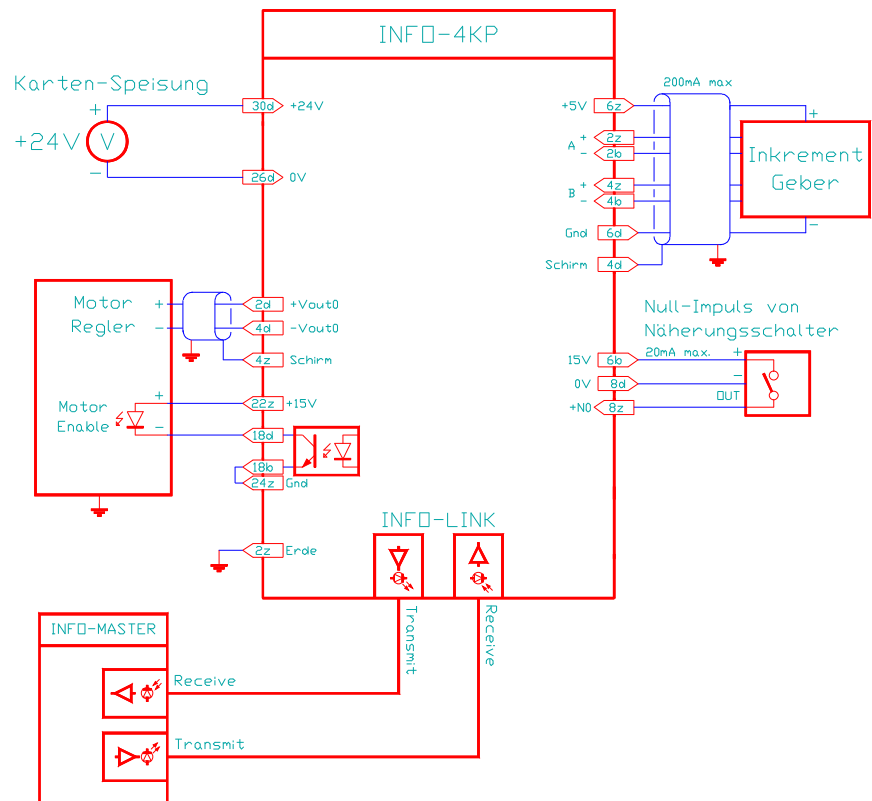 INFO-4KP
Karten-Speisung
+
+24V
V
−
30d +24V
26d 0V
200mA max
+5V 6z
A + 2z
− 2b
B + 4z
− 4b
Gnd 6d
Schirm 4d
+
Inkrement
Geber
−
Motor
Regler
+
−
2d +Vout0
4d -Vout0
4z Schirm
Motor
Enable
+
−
22z +15V
18d
18b
24z Gnd
2z Erde
Null-Impuls von
Näherungsschalter
15V 6b 20mA max. +
0V 8d −
+N0 8z OUT
INFO-LINK
Transmit
Receive
INFO-MASTER
Receive
Transmit